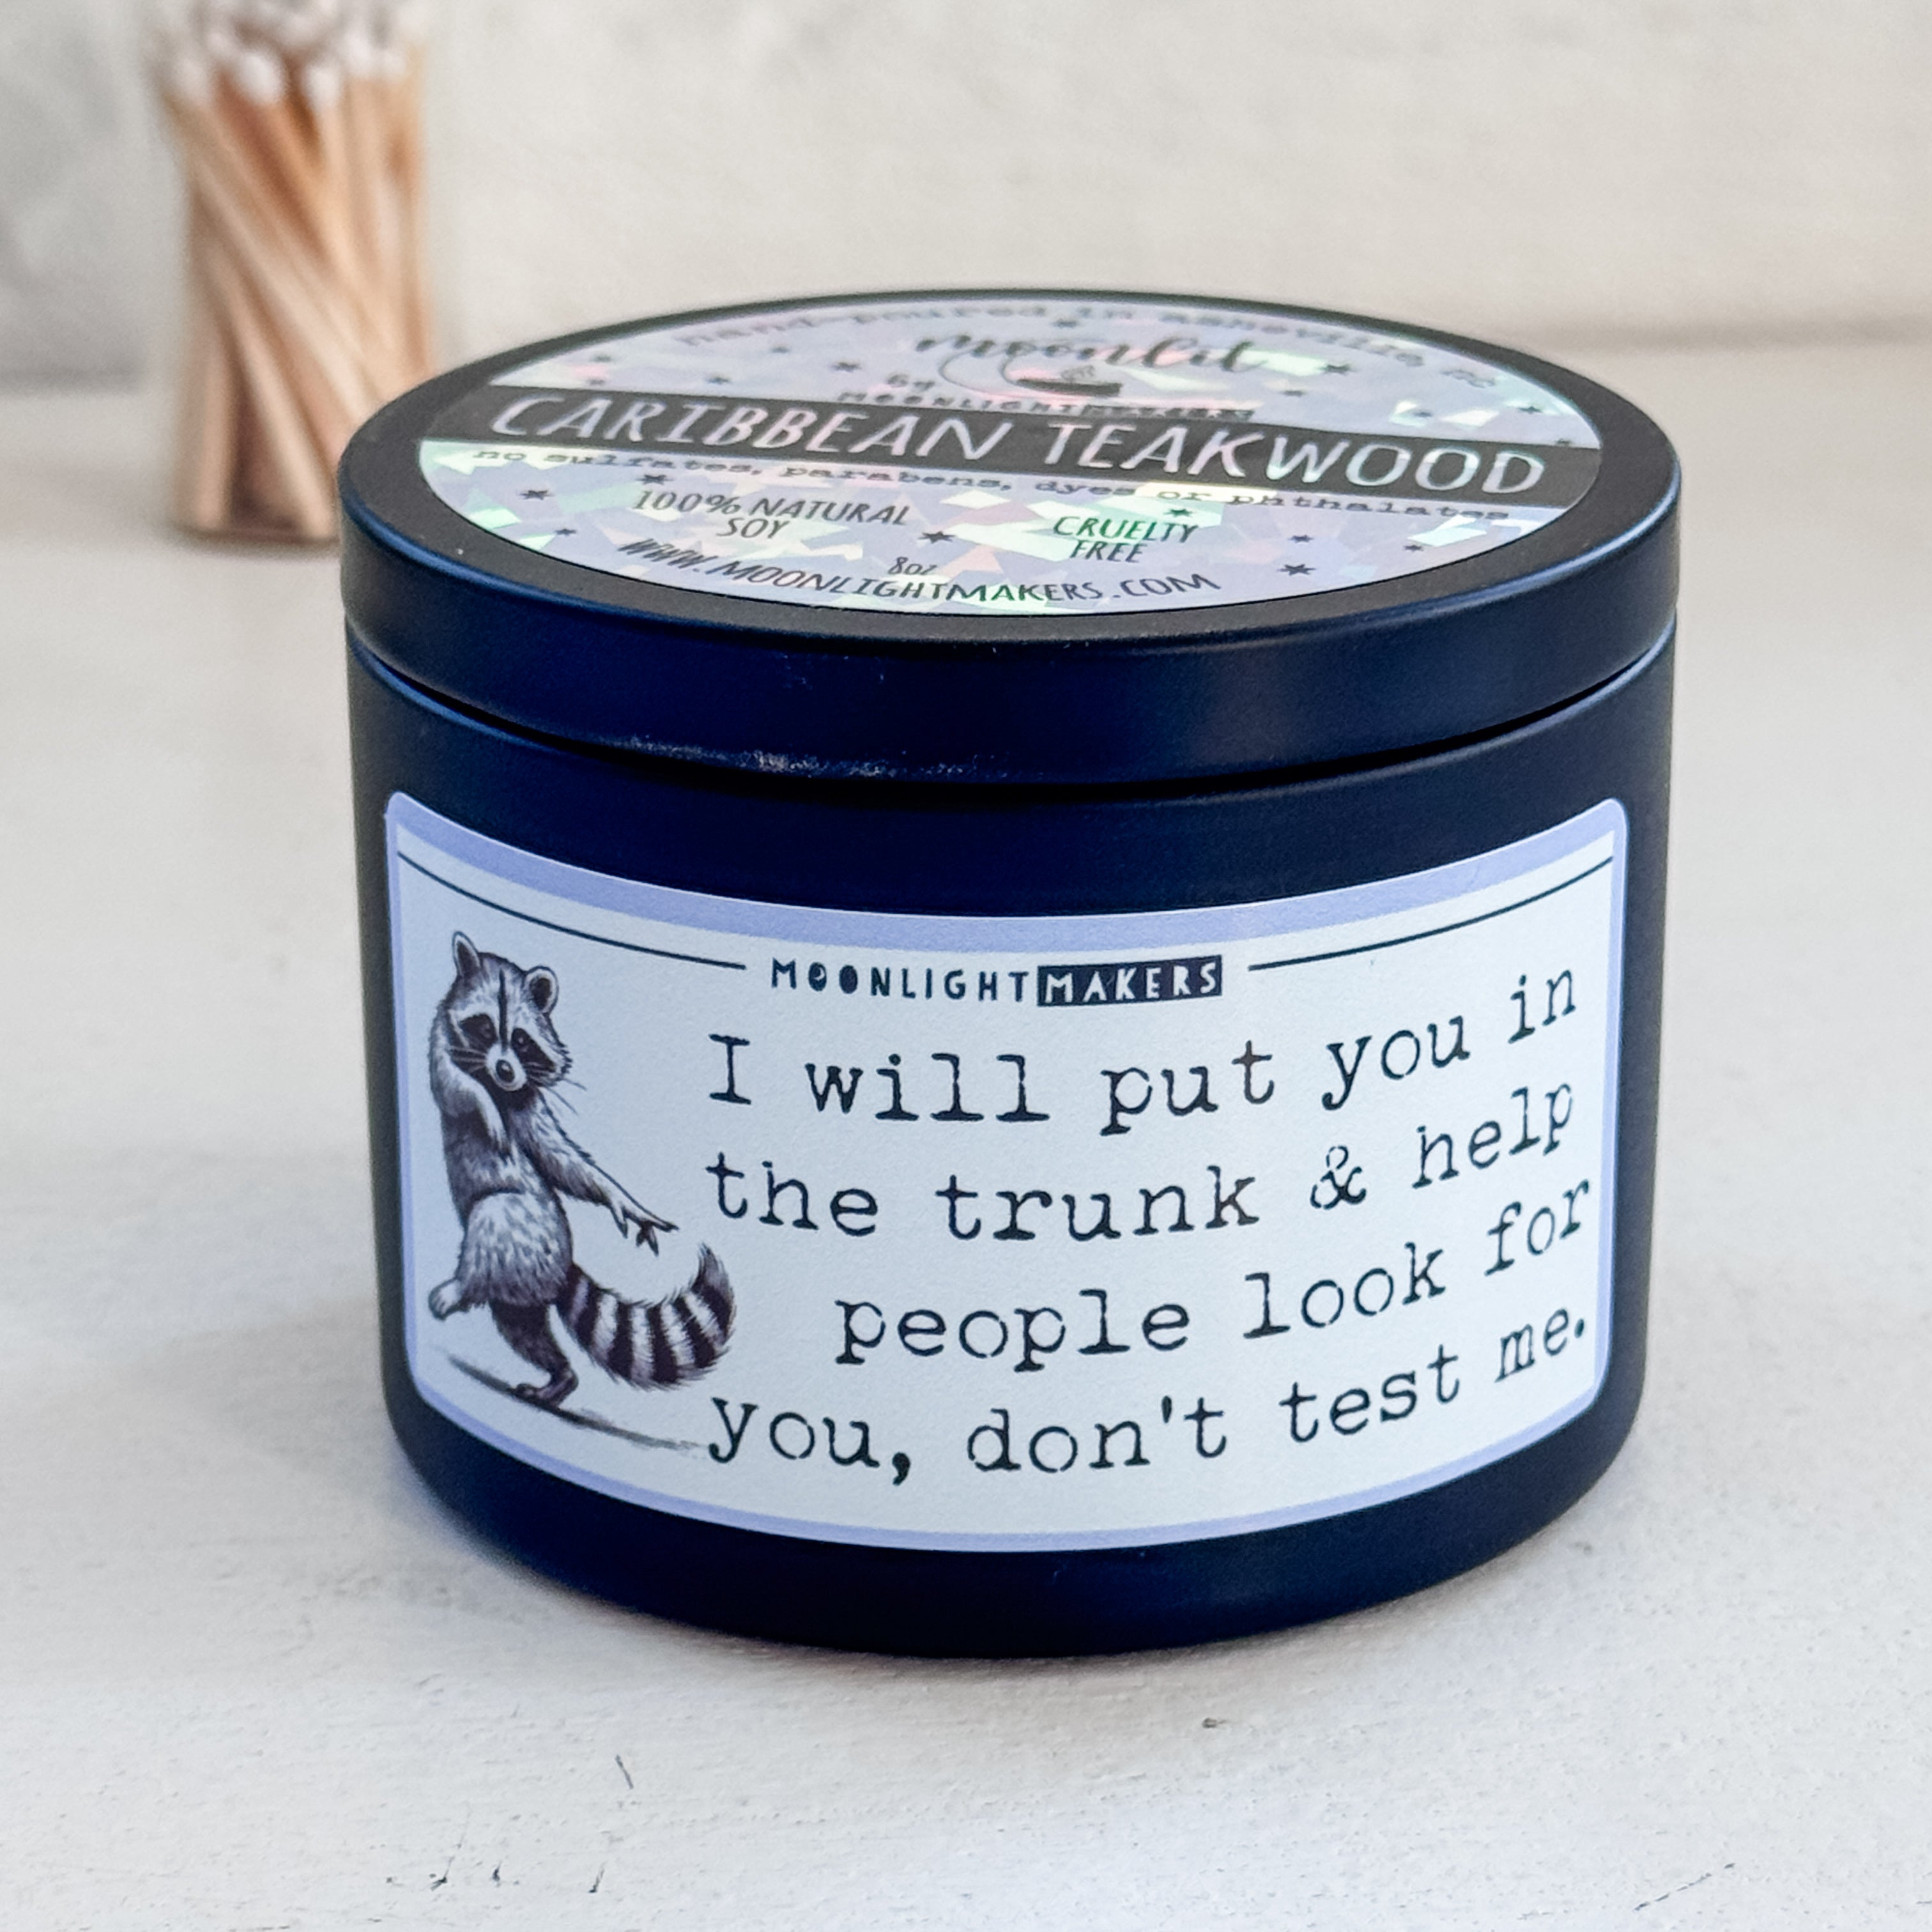 hand-poured in asheville, nc
moonlit
by
MOONLIGHTMAKERS
CARIBBEAN TEAKWOOD
no sulfates, parabens, dyes or phthalates
100% NATURAL
SOY
CRUELTY
FREE
8oz
WWW.MOONLIGHTMAKERS.COM
MOONLIGHTMAKERS
I will put you in
the trunk & help
people look for
you, don't test me.